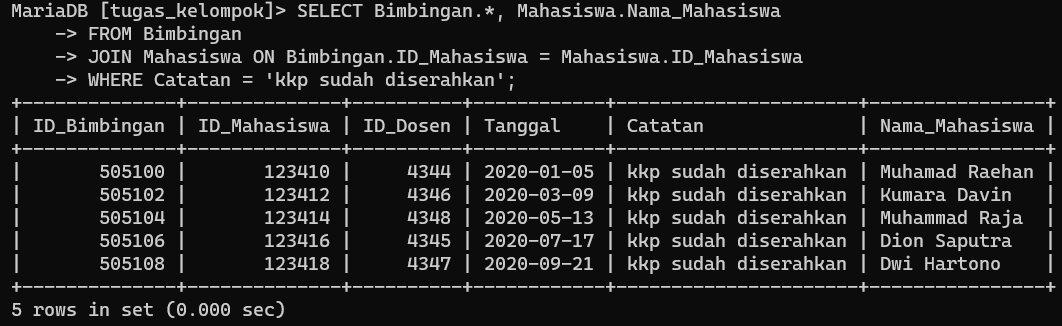 MariaDB [tugas_kelompok]> SELECT Bimbingan.*, Mahasiswa.Nama_Mahasiswa
    -> FROM Bimbingan
    -> JOIN Mahasiswa ON Bimbingan.ID_Mahasiswa = Mahasiswa.ID_Mahasiswa
    -> WHERE Catatan = 'kkp sudah diserahkan';
+--------------+--------------+----------+------------+----------------------+----------------+
| ID_Bimbingan | ID_Mahasiswa | ID_Dosen | Tanggal    | Catatan              | Nama_Mahasiswa |
+--------------+--------------+----------+------------+----------------------+----------------+
|       505100 |       123410 |     4344 | 2020-01-05 | kkp sudah diserahkan | Muhamad Raehan |
|       505102 |       123412 |     4346 | 2020-03-09 | kkp sudah diserahkan | Kumara Davin   |
|       505104 |       123414 |     4348 | 2020-05-13 | kkp sudah diserahkan | Muhammad Raja  |
|       505106 |       123416 |     4345 | 2020-07-17 | kkp sudah diserahkan | Dion Saputra   |
|       505108 |       123418 |     4347 | 2020-09-21 | kkp sudah diserahkan | Dwi Hartono    |
+--------------+--------------+----------+------------+----------------------+----------------+
5 rows in set (0.000 sec)